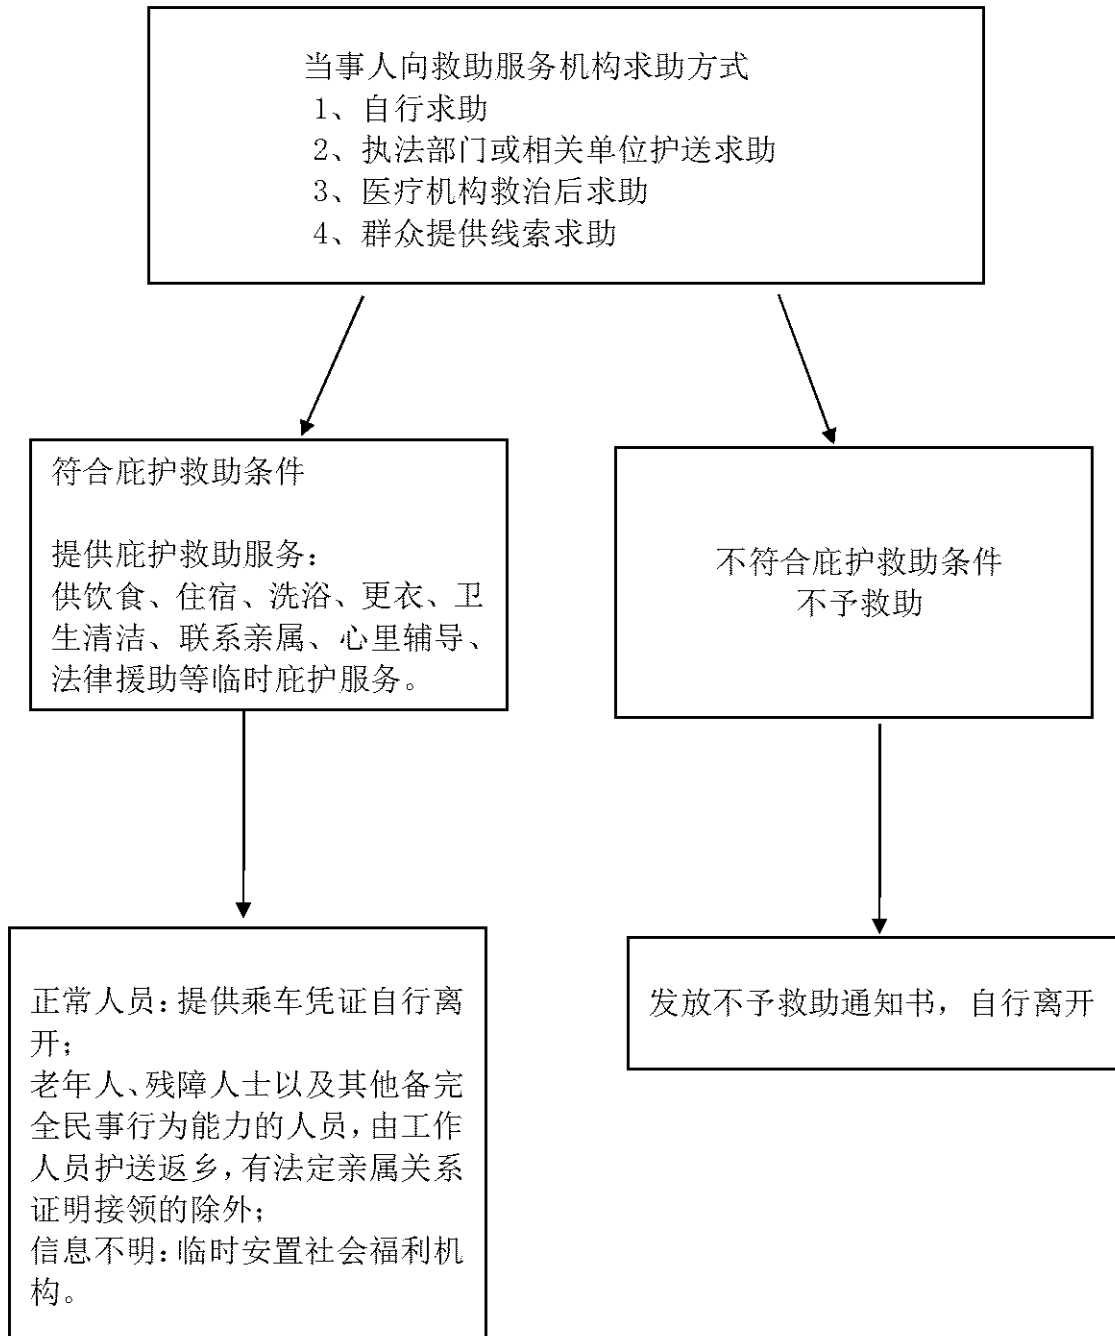 当事人向救助服务机构求助方式
1、自行求助
2、执法部门或相关单位护送求助
3、医疗机构救治后求助
4、群众提供线索求助
符合庇护救助条件
提供庇护救助服务：
供饮食、住宿、洗浴、更衣、卫
生清洁、联系亲属、心里辅导、
法律援助等临时庇护服务。
不符合庇护救助条件
不予救助
正常人员：提供乘车凭证自行离
开；
老年人、残障人士以及其他备完
全民事行为能力的人员，由工作
人员护送返乡，有法定亲属关系
证明接领的除外；
信息不明：临时安置社会福利机
构。
发放不予救助通知书，自行离开